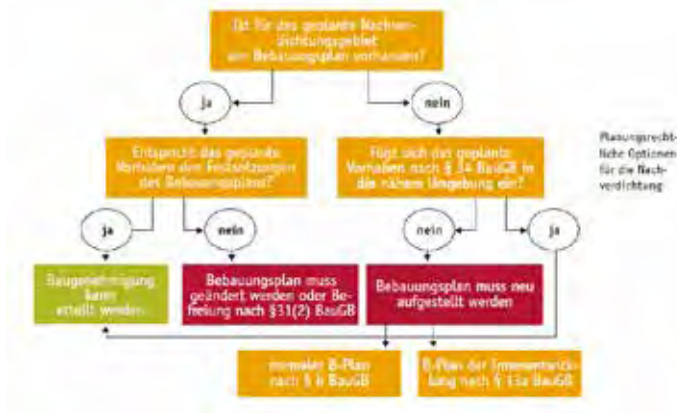 Ist für das geplante Nachver-
dichtungsgebiet
ein Bebauungsplan vorhanden?
ja
nein
Entspricht das geplante
Vorhaben den Festsetzungen
des Bebauungsplans?
Fügt sich das geplante
Vorhaben nach § 34 BauGB in
die nähere Umgebung ein?
Planungsrecht-
liche Optionen
für die Nach-
verdichtung
ja
nein
nein
ja
Baugenehmigung
kann
erteilt werden
Bebauungsplan muss
geändert werden oder Be-
freiung nach §31(2) BauGB
Bebauungsplan muss neu
aufgestellt werden
normaler B-Plan
nach § BauGB
B-Plan der Innenentwick-
lung nach § 13a BauGB